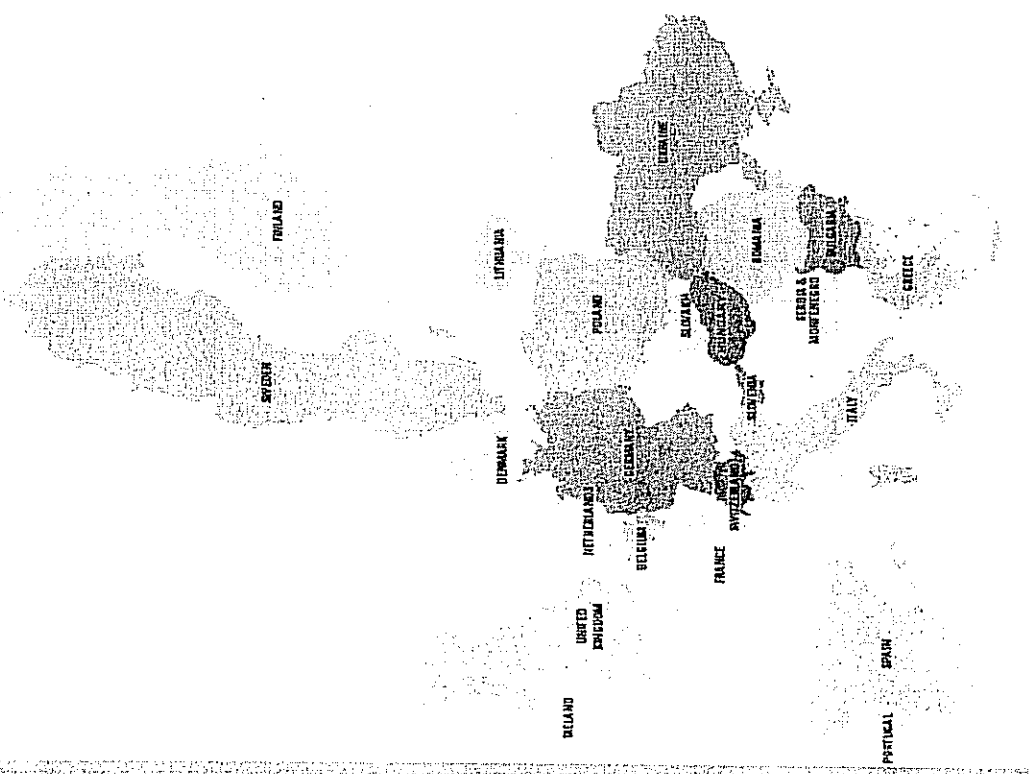 SWEDEN
FINLAND
DENMARK
LITHUANIA
IRELAND
UNITED
KINGDOM
NETHERLANDS
POLAND
GERMANY
BELGIUM
UKRAINE
SLOVAKIA
FRANCE
HUNGARY
SWITZERLAND
SLOVENIA
ROMANIA
SERBIA &
MONTENEGRO
BULGARIA
ITALY
PORTUGAL
SPAIN
GREECE